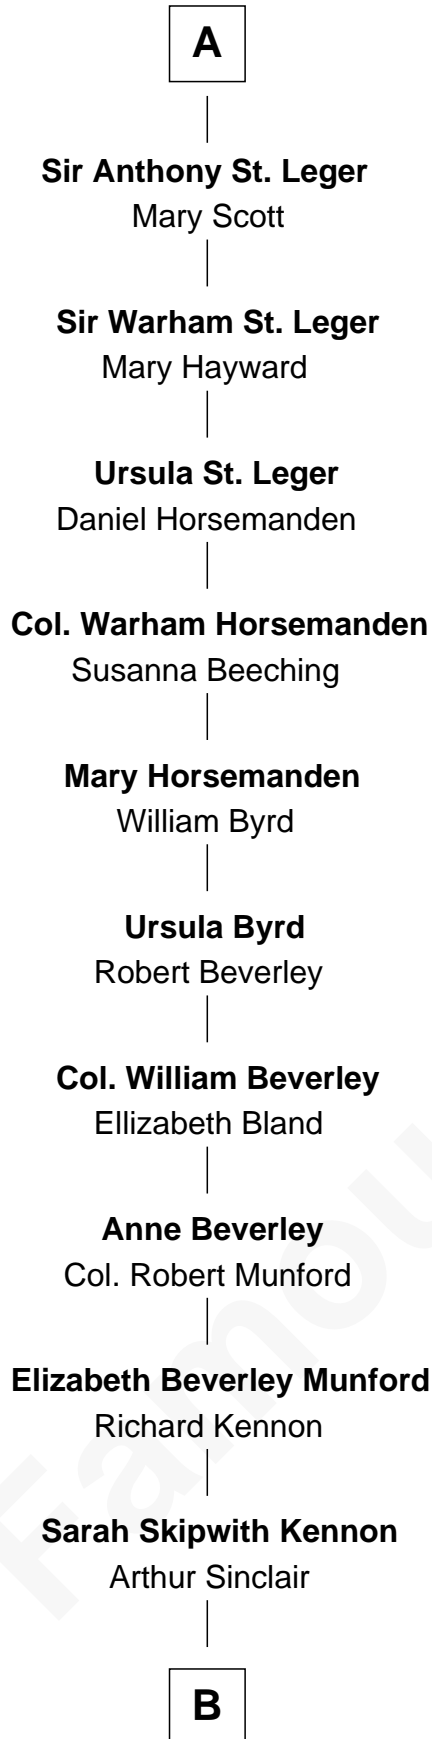 A
Sir Anthony St. Leger
Mary Scott
Sir Warham St. Leger
Mary Hayward
Ursula St. Leger
Daniel Horsemanden
Col. Warham Horsemanden
Susanna Beeching
Mary Horsemanden
William Byrd
Ursula Byrd
Robert Beverley
Col. William Beverley
Ellizabeth Bland
Anne Beverley
Col. Robert Munford
Elizabeth Beverley Munford
Richard Kennon
Sarah Skipwith Kennon
Arthur Sinclair
B